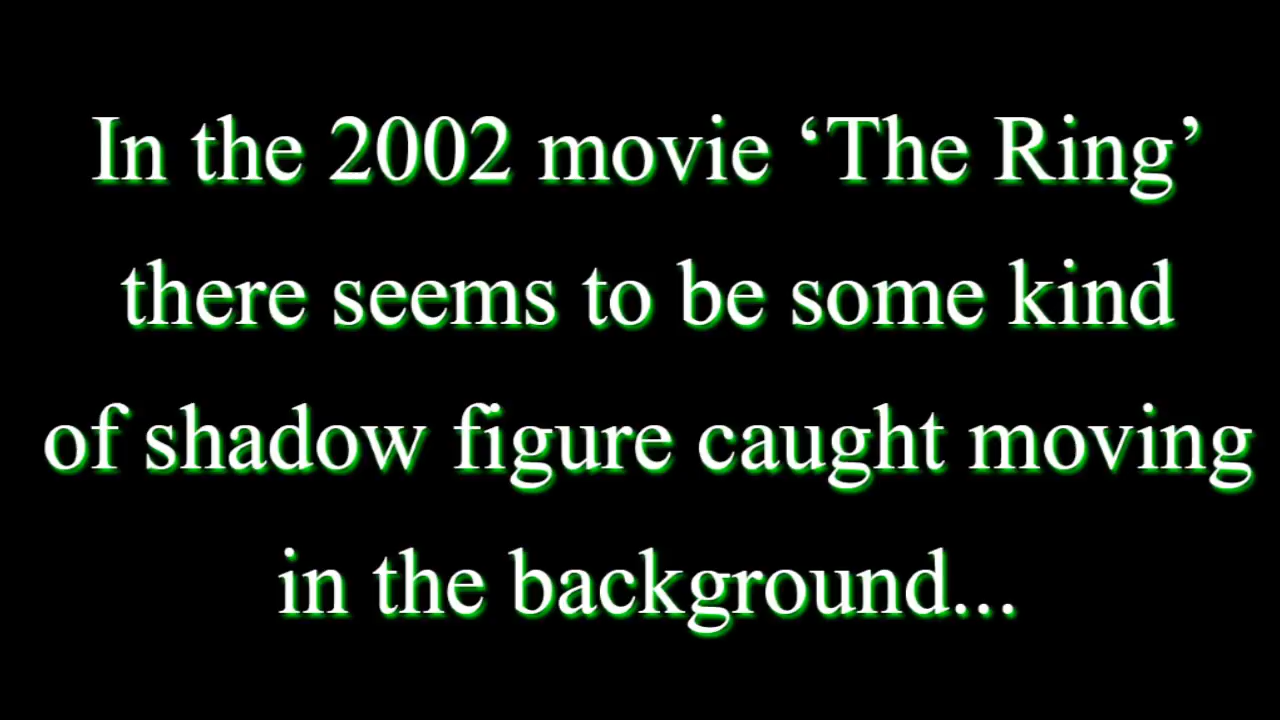 In the 2002 movie ‘The Ring’
there seems to be some kind
of shadow figure caught moving
in the background...